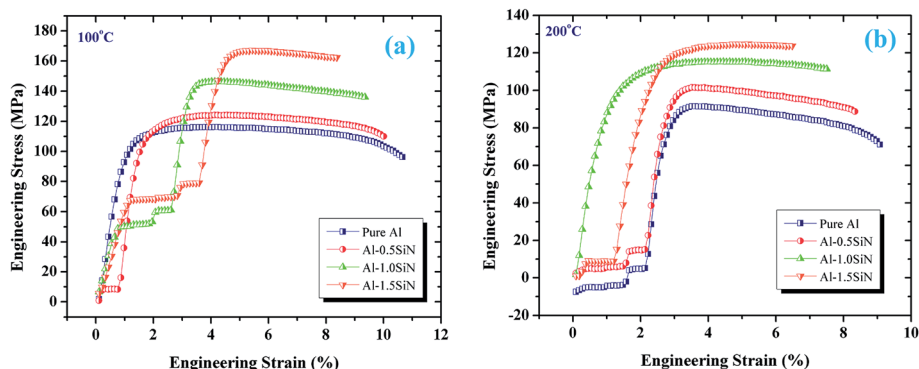 100°C
(a)
180
160
140
120
100
80
60
40
20
0
Engineering Stress (MPa)
Pure Al
Al-0.5SiN
Al-1.0SiN
Al-1.5SiN
0 2 4 6 8 10 12
Engineering Strain (%)
200°C
(b)
140
120
100
80
60
40
20
0
-20
Engineering Stress (MPa)
Pure Al
Al-0.5SiN
Al-1.0SiN
Al-1.5SiN
0 2 4 6 8 10
Engineering Strain (%)